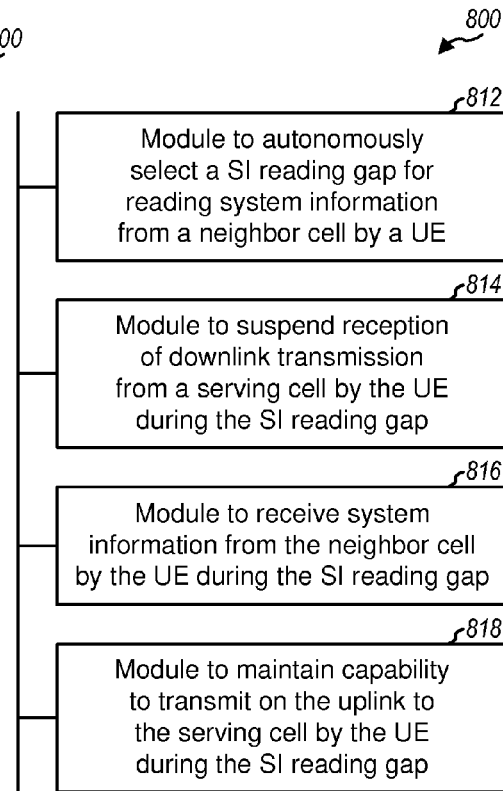 00
800
812
Module to autonomously
select a SI reading gap for
reading system information
from a neighbor cell by a UE
814
Module to suspend reception
of downlink transmission
from a serving cell by the UE
during the SI reading gap
816
Module to receive system
information from the neighbor cell
by the UE during the SI reading gap
818
Module to maintain capability
to transmit on the uplink to
the serving cell by the UE
during the SI reading gap